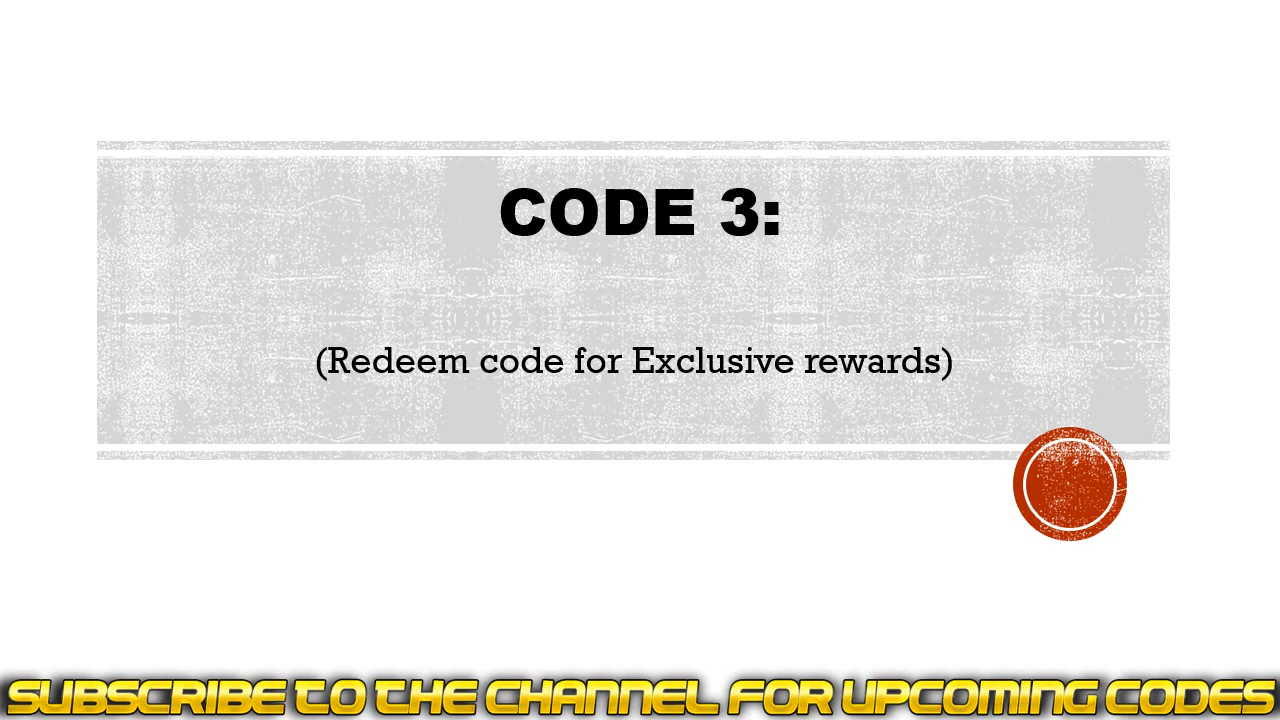 CODE 3:
(Redeem code for Exclusive rewards)
SUBSCRIBE TO THE CHANNEL FOR UPCOMING CODES